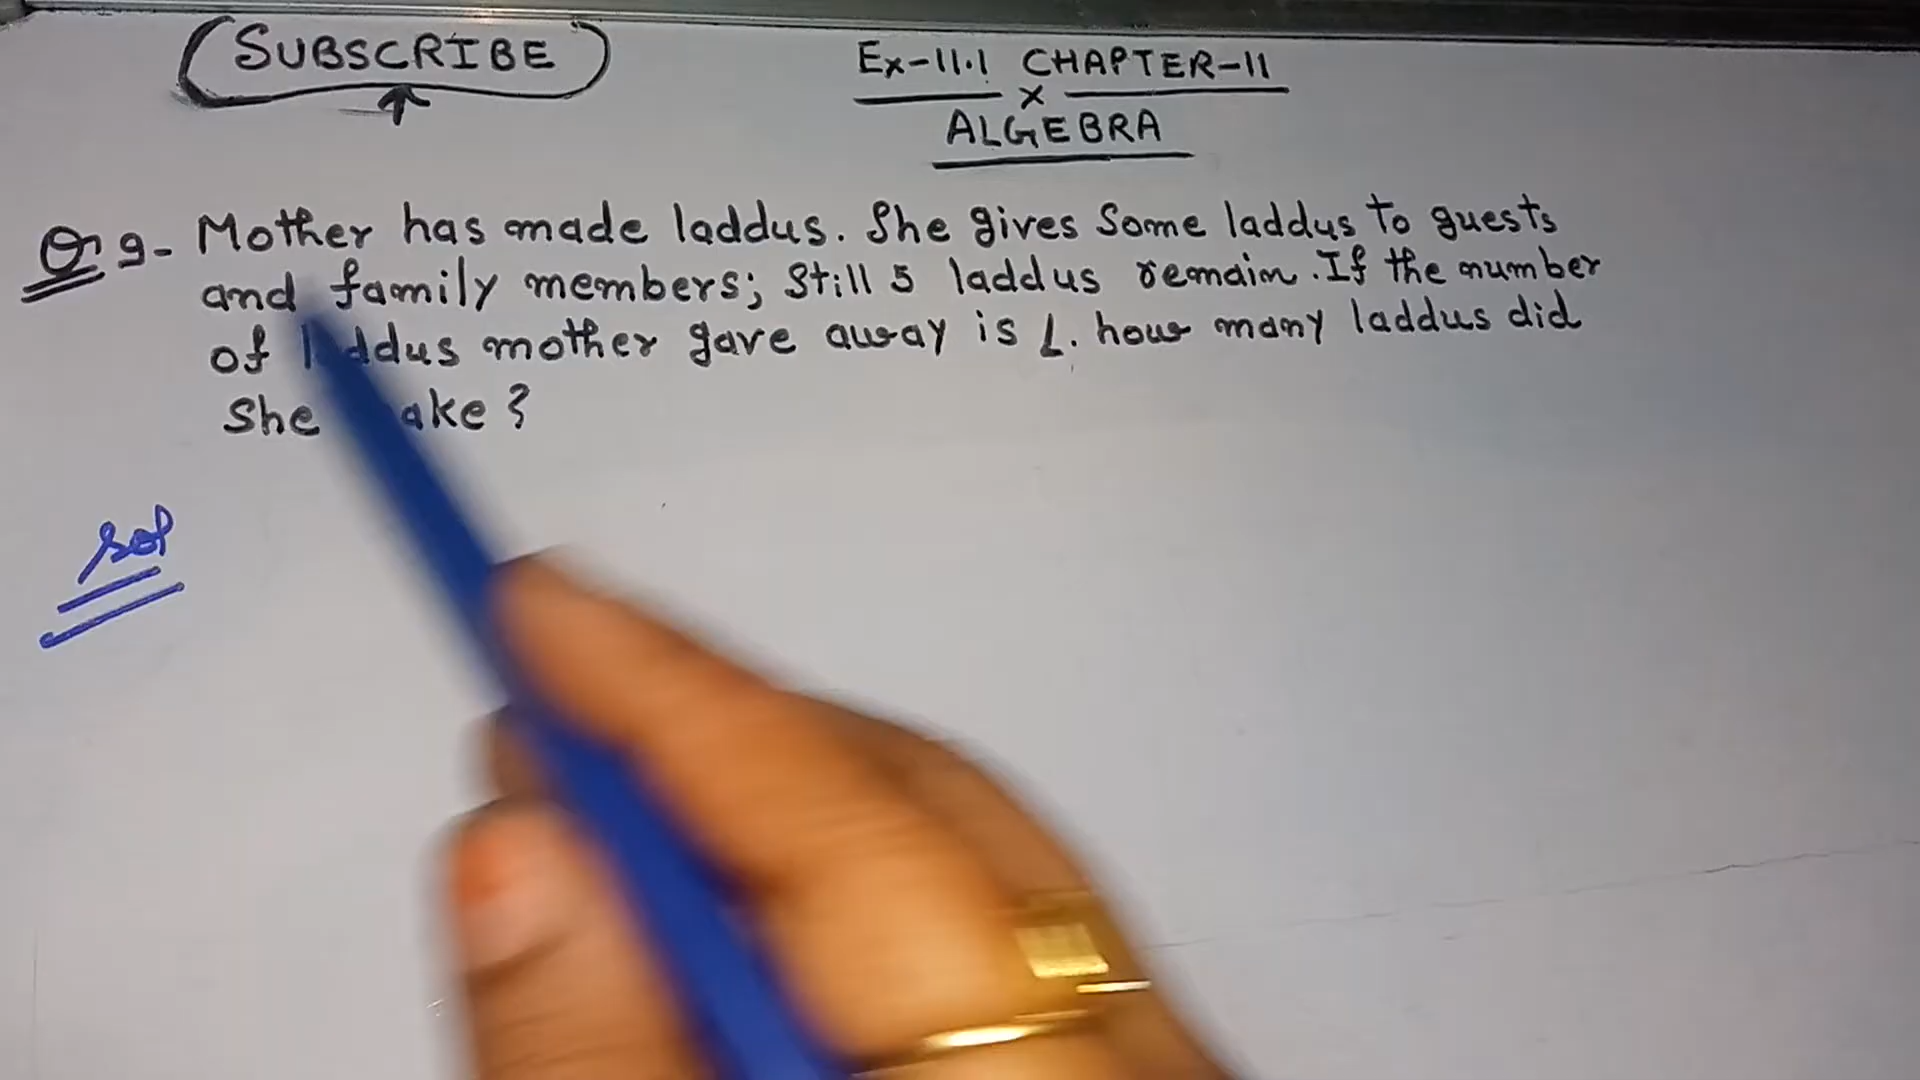 SUBSCRIBE
Ex-11.1 CHAPTER-11
x
ALGEBRA
Q 9- Mother has made laddus. She gives Some laddus to guests
and family members; Still 5 laddus remain. If the number
of laddus mother gave away is L. how many laddus did
She ake?
sol